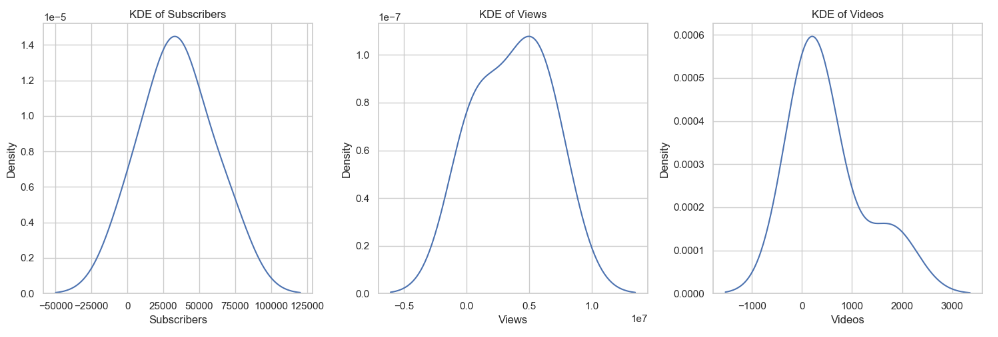 KDE of Subscribers
1e−5
1.4
1.2
1.0
0.8
0.6
0.4
0.2
0.0
Density
−50000 −25000 0 25000 50000 75000 100000 125000
Subscribers
KDE of Views
1e−7
1.0
0.8
0.6
0.4
0.2
0.0
Density
−0.5 0.0 0.5 1.0
1e7
Views
KDE of Videos
0.0006
0.0005
0.0004
0.0003
0.0002
0.0001
0.0000
Density
−1000 0 1000 2000 3000
Videos